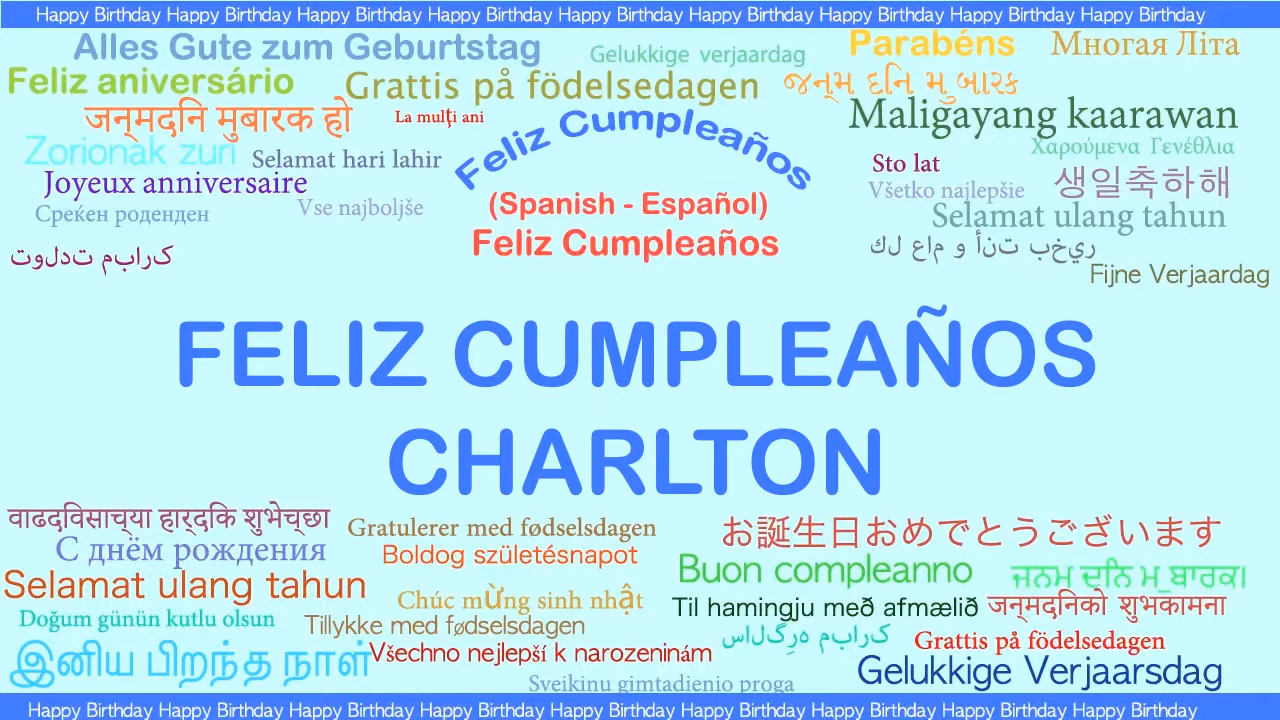 Happy Birthday Happy Birthday Happy Birthday Happy Birthday Happy Birthday Happy Birthday Happy Birthday Happy Birthday Happy Birthday
Alles Gute zum Geburtstag
Gelukkige verjaardag
Parabéns
Многая Літа
Feliz aniversário
Grattis på födelsedagen
જન્મ દિન મુબારક
जन्मदिन मुबारक हो
La mulţi ani
Feliz Cumpleaños
Maligayang kaarawan
Zorionak zuri
Selamat hari lahir
Sto lat
Χαρούμενα Γενέθλια
Joyeux anniversaire
(Spanish - Español)
Všetko najlepšie
생일축하해
Срекен роденден
Vse najboljše
Feliz Cumpleaños
Selamat ulang tahun
تولدت مبارک
كل عام و أنت بخير
Fijne Verjaardag
FELIZ CUMPLEAÑOS
CHARLTON
वाढदिवसाच्या हार्दिक शुभेच्छा
Gratulerer med fødselsdagen
お誕生日おめでとうございます
С днём рождения
Boldog születésnapot
Buon compleanno
ਜਨਮ ਦਿਨ ਮੁਬਾਰਕ।
Selamat ulang tahun
Chúc mừng sinh nhật
Til hamingju með afmælið
जन्मदिनको शुभकामना
Doğum günün kutlu olsun
Tillykke med fødselsdagen
سالگرہ مبارک
Grattis på födelsedagen
இனிய பிறந்த நாள்
Všechno nejlepší k narozeninám
Gelukkige Verjaarsdag
Sveikinu gimtadienio proga
Happy Birthday Happy Birthday Happy Birthday Happy Birthday Happy Birthday Happy Birthday Happy Birthday Happy Birthday Happy Birthday